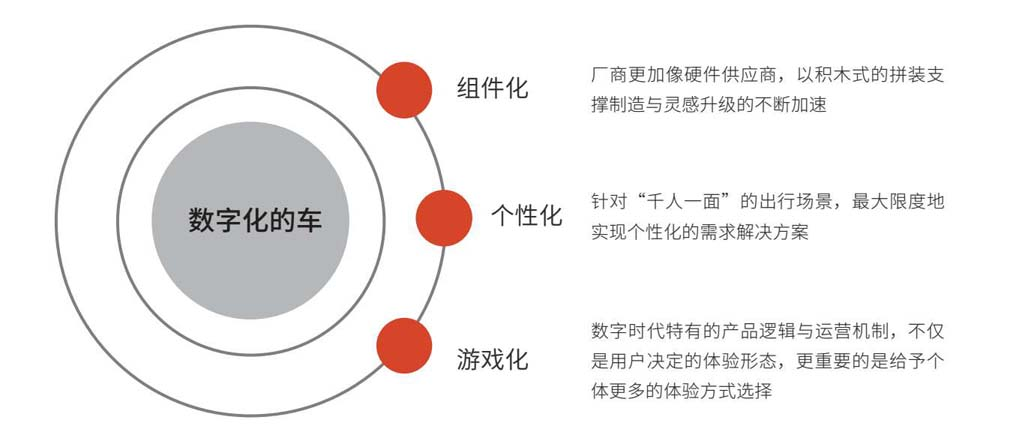 数字化的车
组件化
厂商更加像硬件供应商，以积木式的拼装支
撑制造与灵感升级的不断加速
个性化
针对“千人一面”的出行场景，最大限度地
实现个性化的需求解决方案
游戏化
数字时代特有的产品逻辑与运营机制，不仅
是用户决定的体验形态，更重要的是给予个
体更多的体验方式选择